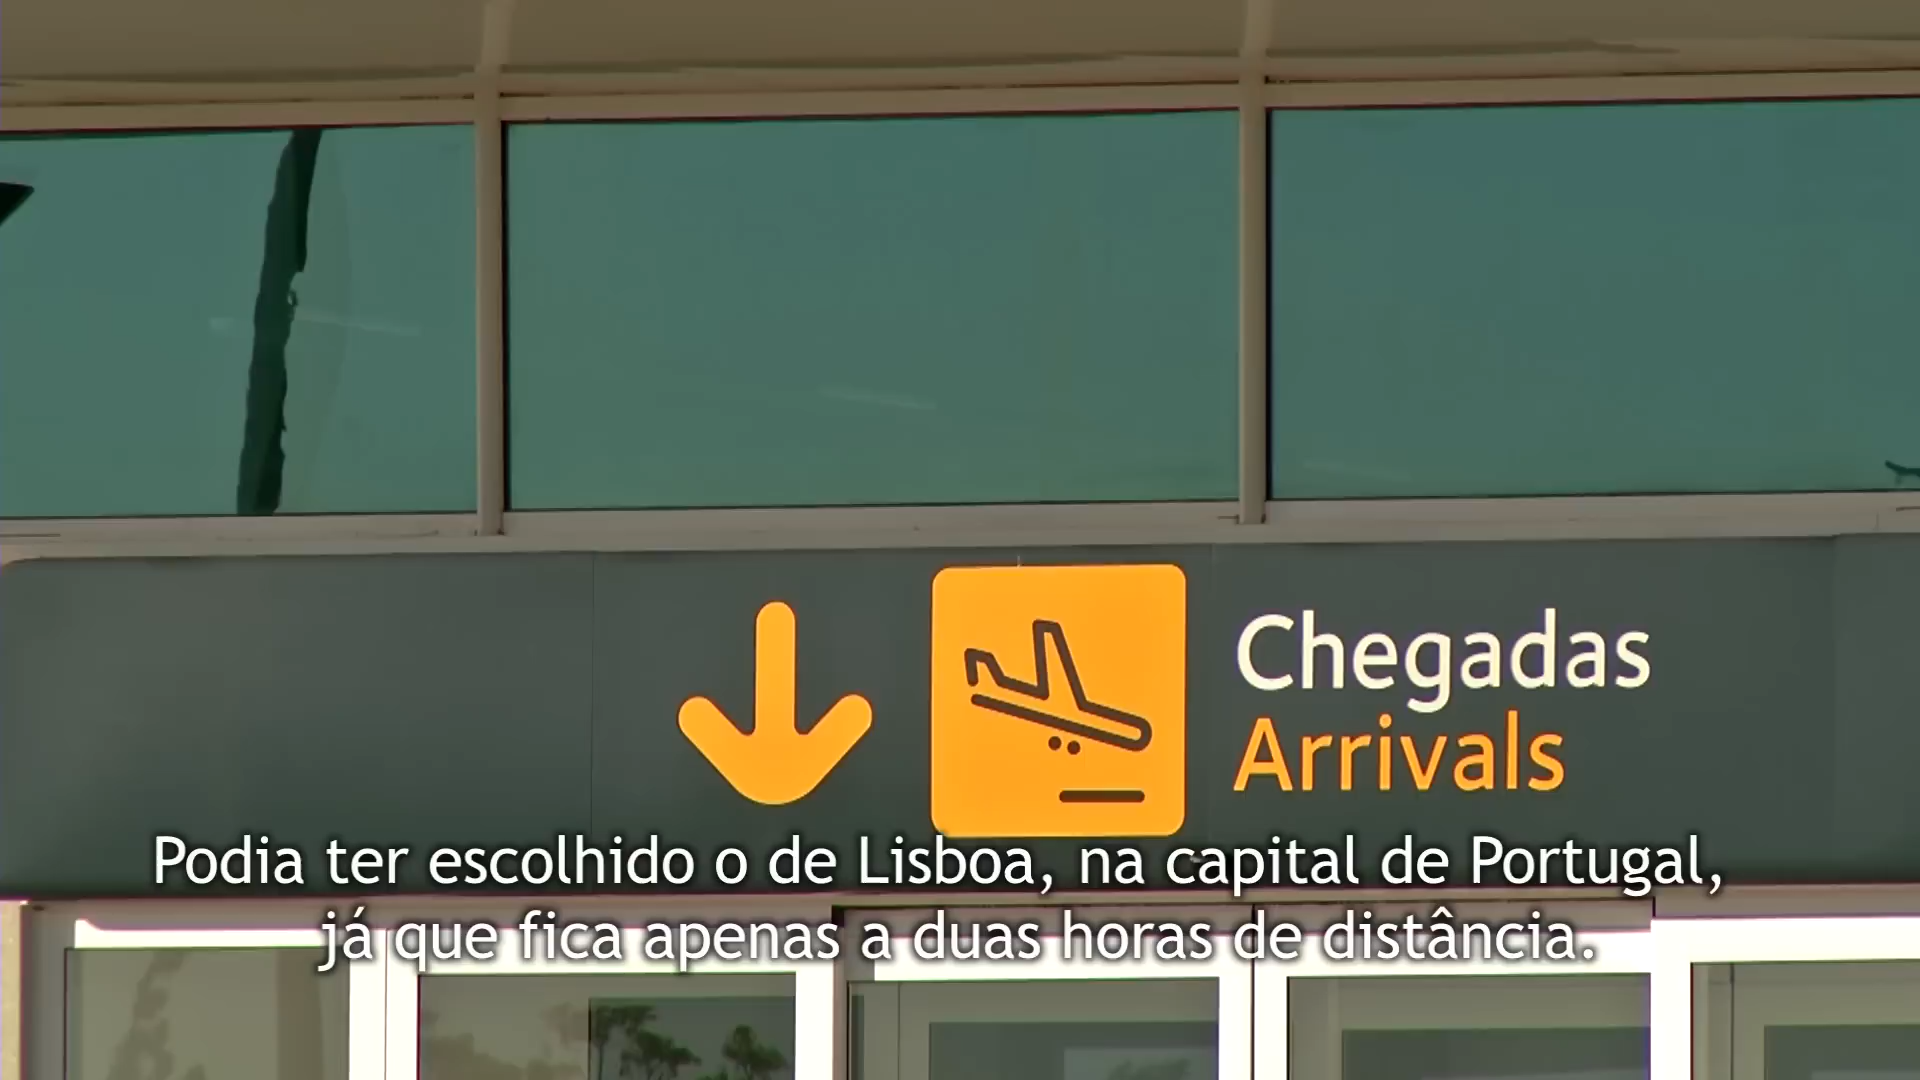 Chegadas
Arrivals
Podia ter escolhido o de Lisboa, na capital de Portugal,
já que fica apenas a duas horas de distância.